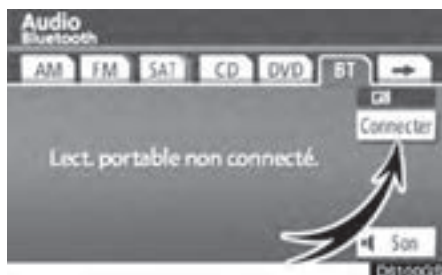 Audio
Bluetooth
AM FM SAT CD DVD BT
Connecter
Lect. portable non connecté.
Son